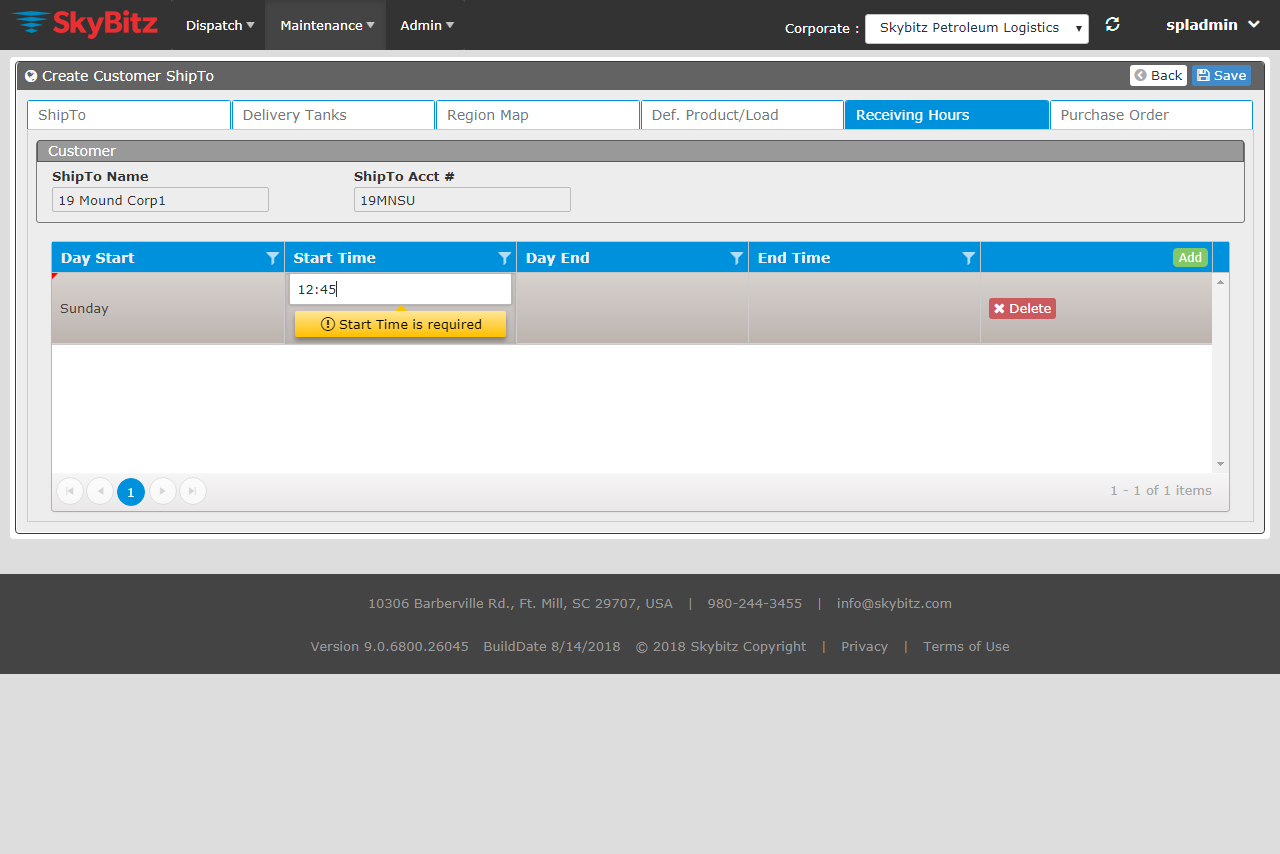 SkyBitz Dispatch Maintenance Admin Corporate : Skybitz Petroleum Logistics spladmin
Create Customer ShipTo Back Save
ShipTo Delivery Tanks Region Map Def. Product/Load Receiving Hours Purchase Order
Customer
ShipTo Name ShipTo Acct #
19 Mound Corp1 19MNSU
Day Start Start Time Day End End Time Add
12:45
Sunday Delete
Start Time is required
1 1 - 1 of 1 items
10306 Barberville Rd., Ft. Mill, SC 29707, USA | 980-244-3455 | info@skybitz.com
Version 9.0.6800.26045 BuildDate 8/14/2018 © 2018 Skybitz Copyright | Privacy | Terms of Use